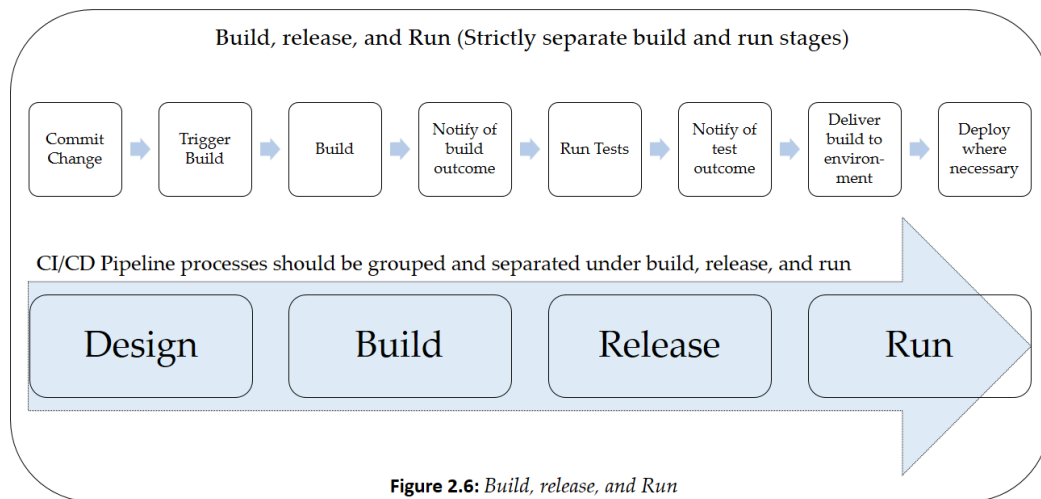 Build, release, and Run (Strictly separate build and run stages)
Commit
Change
Trigger
Build
Build
Notify of
build
outcome
Run Tests
Notify of
test
outcome
Deliver
build to
environ-
ment
Deploy
where
necessary
CI/CD Pipeline processes should be grouped and separated under build, release, and run
Design
Build
Release
Run
Figure 2.6: Build, release, and Run